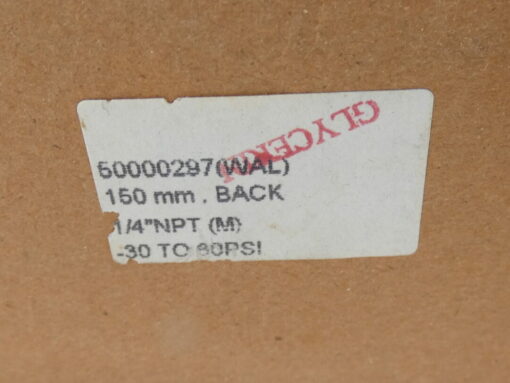 GLYCERIN
50000297(WAL)
150 mm . BACK
1/4"NPT (M)
-30 TO 60PSI